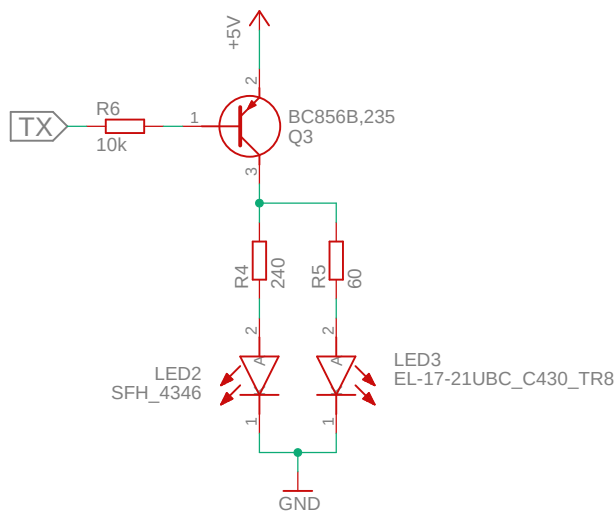 +5V
2
BC856B,235
Q3
R6
TX
10k
1
3
R4
240
R5
60
2
2
A
A
LED2
SFH_4346
LED3
EL-17-21UBC_C430_TR8
1
1
GND